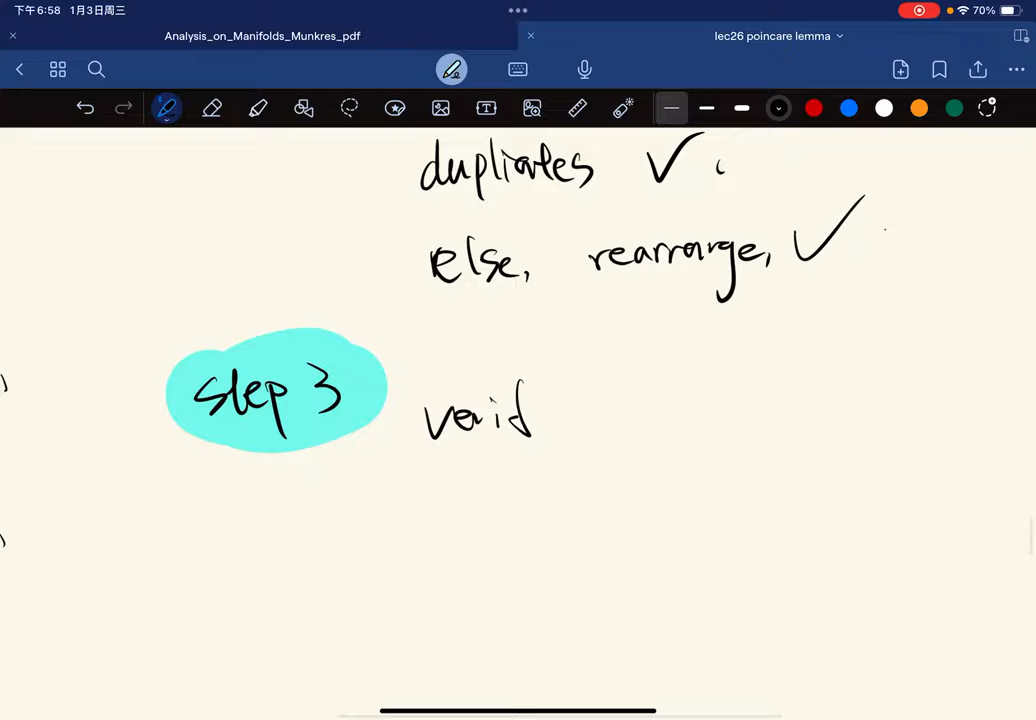 下午6:58 1月3日周三
70%
Analysis_on_Manifolds_Munkres_pdf
lec26 poincare lemma
duplicates ✓
else, rearrange, ✓
step 3